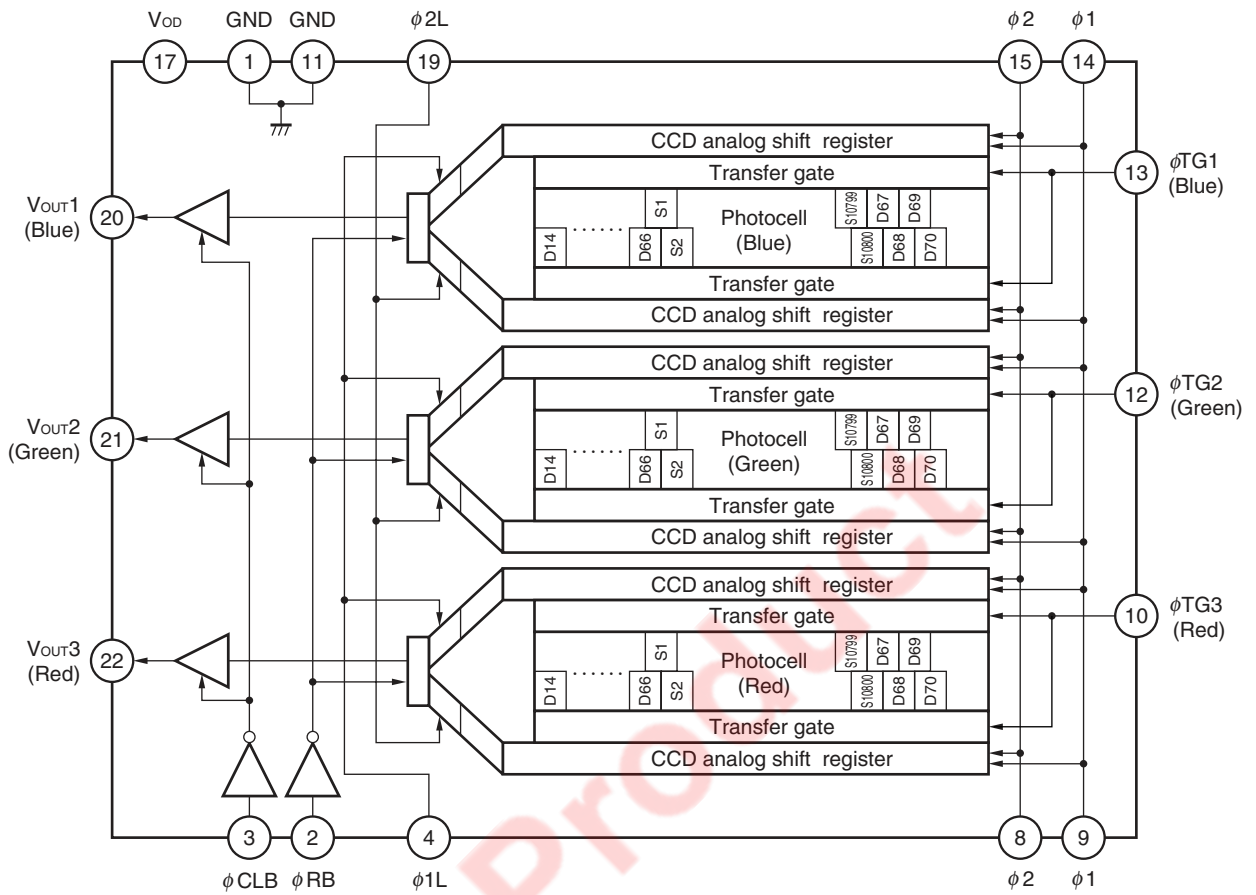 VOD GND GND φ2L φ2 φ1
17 1 11 19 15 14
CCD analog shift register
Transfer gate
φTG1
(Blue)
13
VOUT1
(Blue)
20
D14 ...... D66 S1 S2 Photocell
(Blue)
S10799 S10800 D67 D68 D69 D70
Transfer gate
CCD analog shift register
CCD analog shift register
Transfer gate
12
φTG2
(Green)
VOUT2
(Green)
21
D14 ...... D66 S1 S2 Photocell
(Green)
S10799 S10800 D67 D68 D69 D70
Transfer gate
CCD analog shift register
CCD analog shift register
Transfer gate
10
φTG3
(Red)
VOUT3
(Red)
22
D14 ...... D66 S1 S2 Photocell
(Red)
S10799 S10800 D67 D68 D69 D70
Transfer gate
CCD analog shift register
3 2 4 8 9
φCLB φRB φ1L φ2 φ1
Product